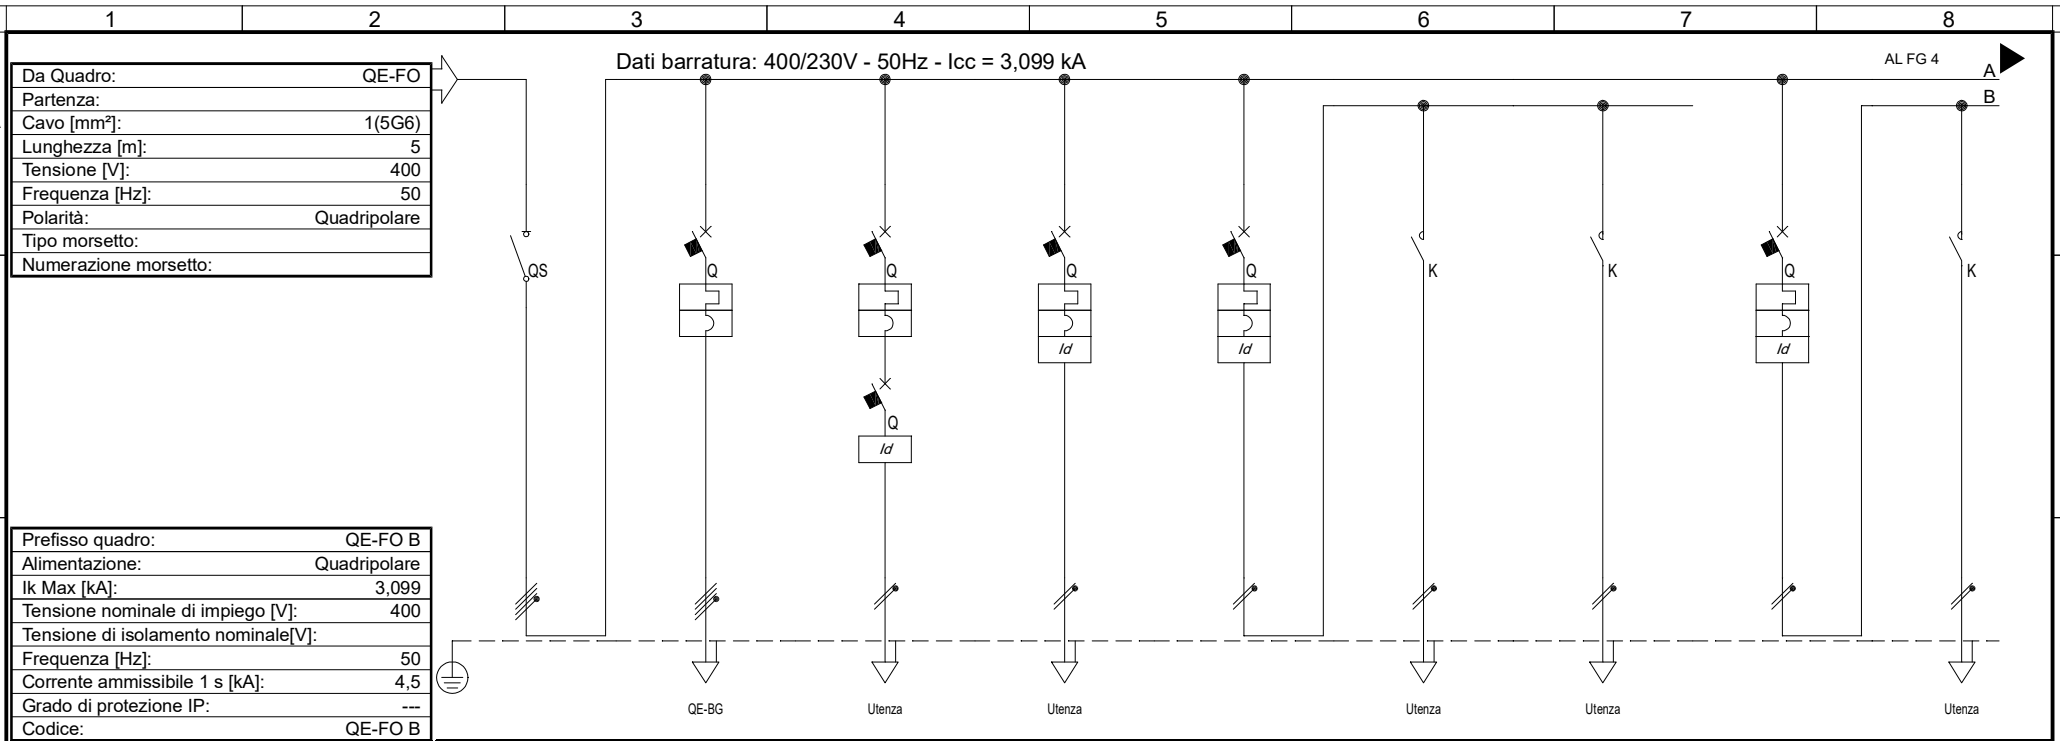 1 2 3 4 5 6 7 8
Dati barratura: 400/230V - 50Hz - Icc = 3,099 kA
AL FG 4
A
B
Da Quadro: QE-FO
Partenza:
Cavo [mm²]: 1(5G6)
Lunghezza [m]: 5
Tensione [V]: 400
Frequenza [Hz]: 50
Polarità: Quadripolare
Tipo morsetto:
Numerazione morsetto:
QS Q Q Q Q K K Q K
Id Id Id
Q
Id
Prefisso quadro: QE-FO B
Alimentazione: Quadripolare
Ik Max [kA]: 3,099
Tensione nominale di impiego [V]: 400
Tensione di isolamento nominale[V]:
Frequenza [Hz]: 50
Corrente ammissibile 1 s [kA]: 4,5
Grado di protezione IP: ---
Codice: QE-FO B
QE-BG Utenza Utenza Utenza Utenza Utenza